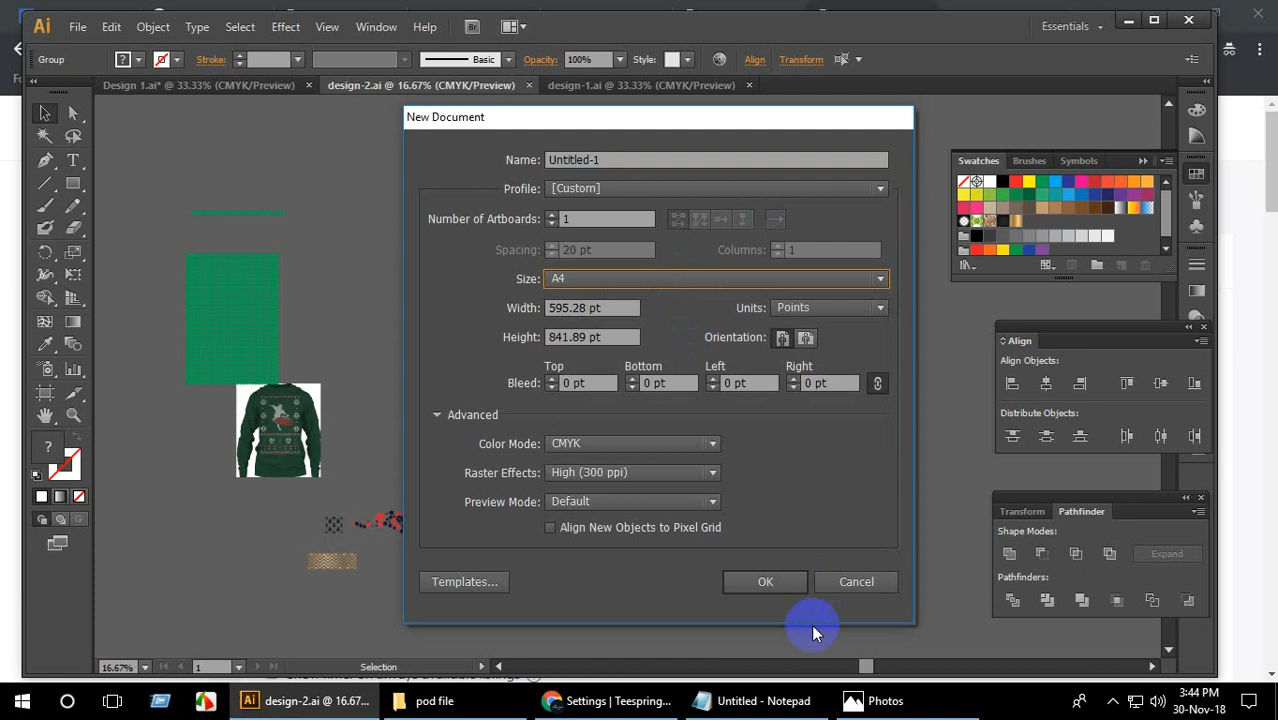 Ai File Edit Object Type Select Effect View Window Help Br Essentials
Group ? Stroke: Basic Opacity: 100% Style: Align Transform
Design 1.ai* @ 33.33% (CMYK/Preview) × design-2.ai @ 16.67% (CMYK/Preview) × design-1.ai @ 33.33% (CMYK/Preview) ×
New Document
Name: Untitled-1
Profile: [Custom]
Number of Artboards: 1
Spacing: 20 pt Columns: 1
Size: A4
Width: 595.28 pt Units: Points
Height: 841.89 pt Orientation:
Top Bottom Left Right
Bleed: 0 pt 0 pt 0 pt 0 pt
Advanced
Color Mode: CMYK
Raster Effects: High (300 ppi)
Preview Mode: Default
Align New Objects to Pixel Grid
Templates... OK Cancel
Swatches Brushes Symbols
Align
Align Objects:
Distribute Objects:
Transform Pathfinder
Shape Modes:
Expand
Pathfinders:
?
16.67% 1 Selection
Ai design-2.ai @ 16.67... pod file Settings | Teespring... Untitled - Notepad Photos
3:44 PM
30-Nov-18